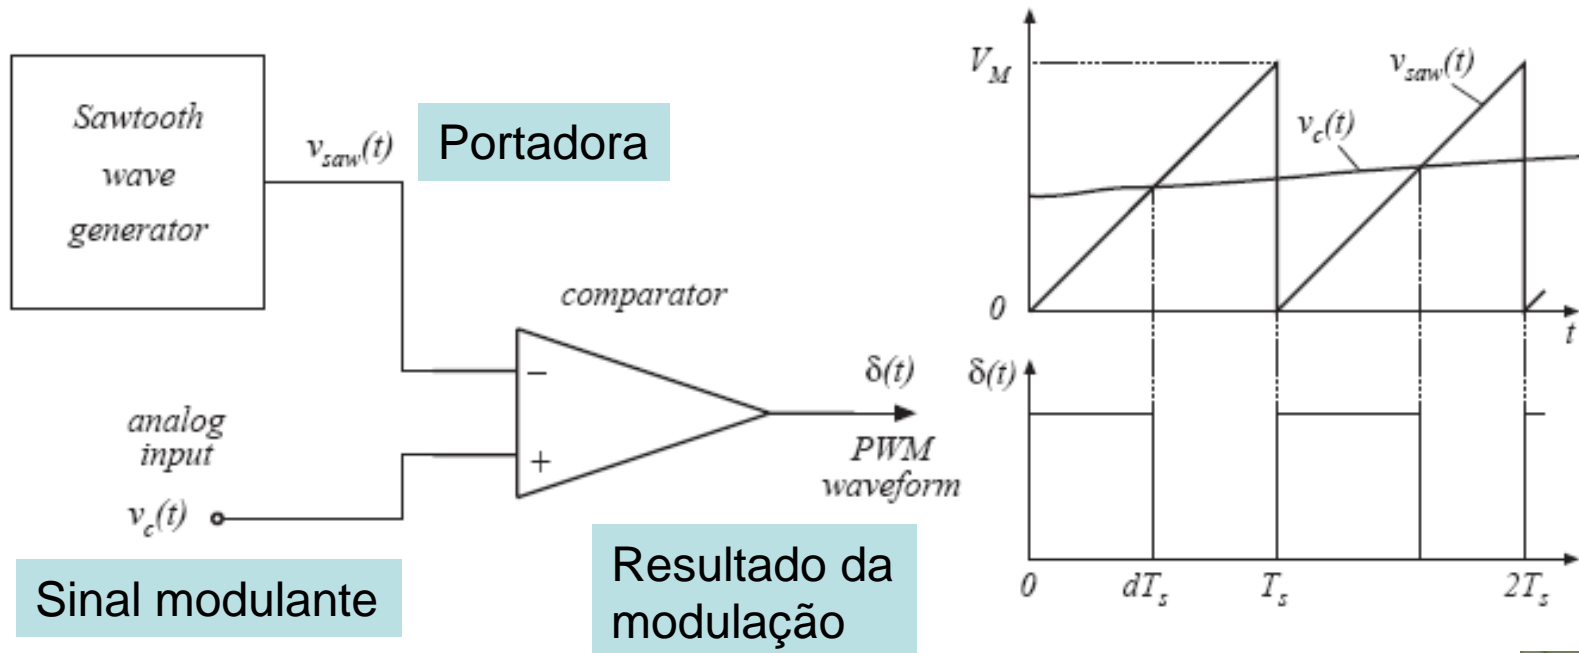 Sawtooth
wave
generator
v_saw(t)
Portadora
comparator
−
+
analog
input
v_c(t)
δ(t)
PWM
waveform
Sinal modulante
Resultado da
modulação
V_M
v_saw(t)
v_c(t)
0
t
δ(t)
0
dT_s
T_s
2T_s